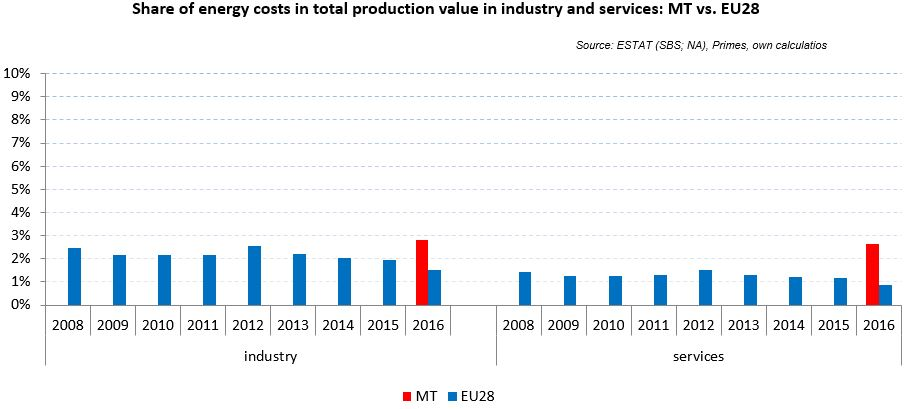 Share of energy costs in total production value in industry and services: MT vs. EU28
Source: ESTAT (SBS; NA), Primes, own calculatios
10%
9%
8%
7%
6%
5%
4%
3%
2%
1%
0%
2008 2009 2010 2011 2012 2013 2014 2015 2016 2008 2009 2010 2011 2012 2013 2014 2015 2016
industry services
MT EU28